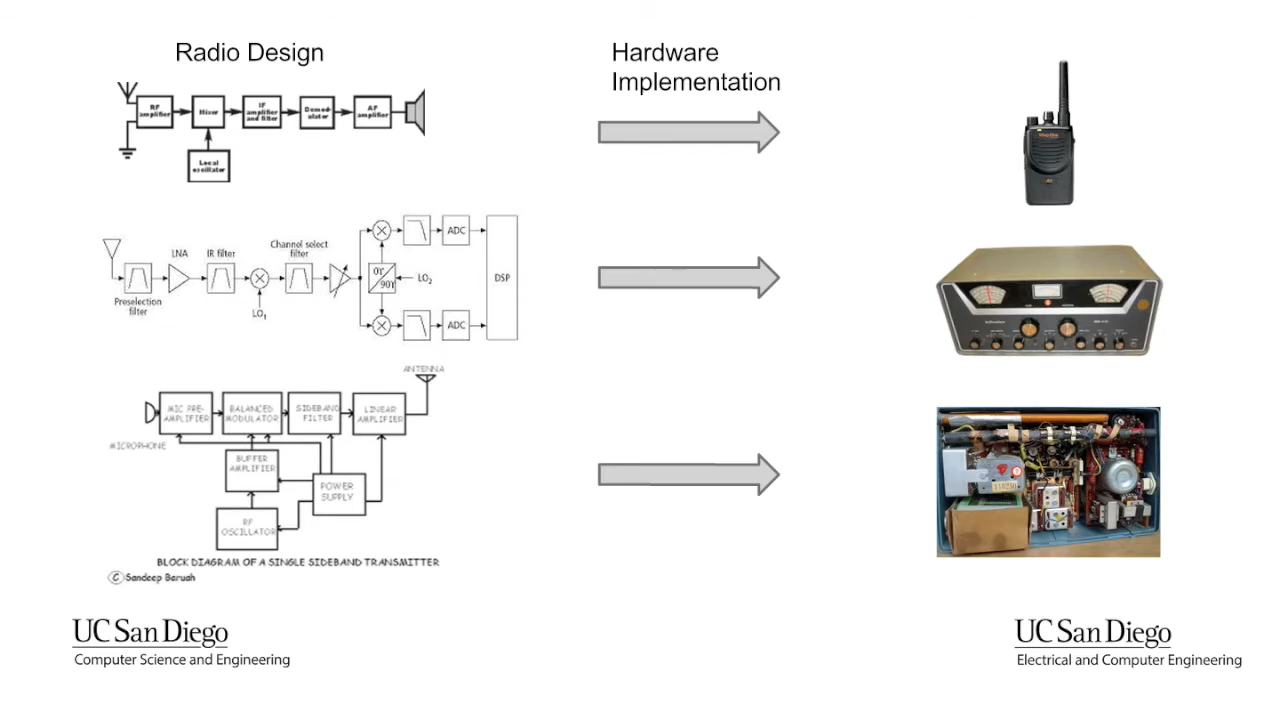 Radio Design
Hardware
Implementation
RF
amplifier
Mixer
IF
amplifier
and filter
Demod-
ulator
AF
amplifier
Local
oscillator
LNA
IR filter
Channel select
filter
Preselection
filter
LO1
0Υ
90Υ
LO2
ADC
ADC
DSP
ANTENNA
MIC PRE-
AMPLIFIER
BALANCED
MODULATOR
SIDEBAND
FILTER
LINEAR
AMPLIFIER
MICROPHONE
BUFFER
AMPLIFIER
POWER
SUPPLY
RF
OSCILLATOR
BLOCK DIAGRAM OF A SINGLE SIDEBAND TRANSMITTER
© Sandeep Baruah
UC San Diego
Computer Science and Engineering
UC San Diego
Electrical and Computer Engineering